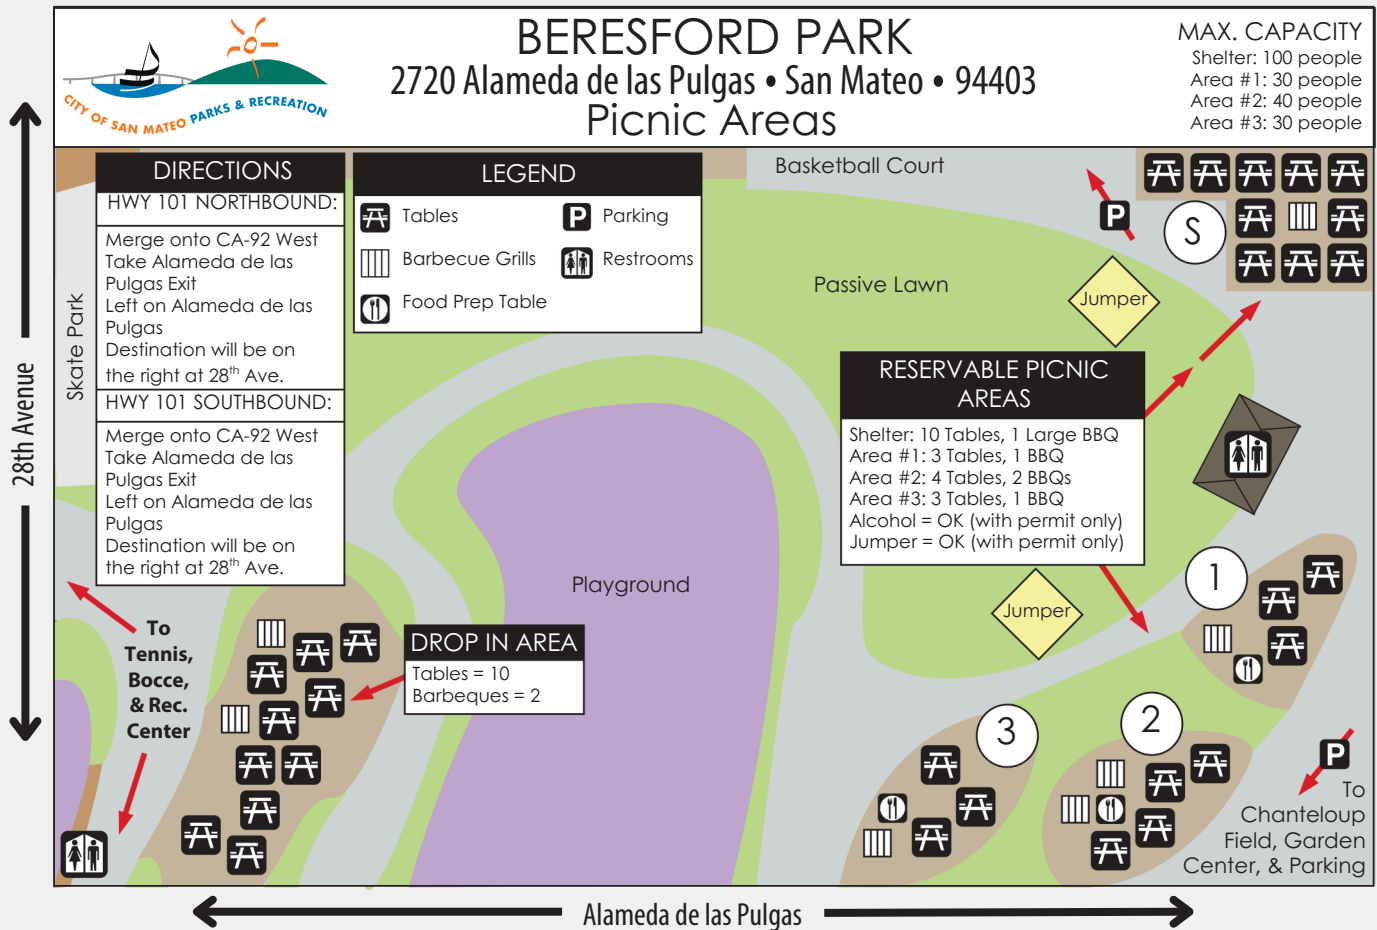 BERESFORD PARK
2720 Alameda de las Pulgas • San Mateo • 94403
Picnic Areas
CITY OF SAN MATEO PARKS & RECREATION
MAX. CAPACITY
Shelter: 100 people
Area #1: 30 people
Area #2: 40 people
Area #3: 30 people
28th Avenue
Skate Park
DIRECTIONS
HWY 101 NORTHBOUND:
Merge onto CA-92 West
Take Alameda de las
Pulgas Exit
Left on Alameda de las
Pulgas
Destination will be on
the right at 28th Ave.
HWY 101 SOUTHBOUND:
Merge onto CA-92 West
Take Alameda de las
Pulgas Exit
Left on Alameda de las
Pulgas
Destination will be on
the right at 28th Ave.
LEGEND
Tables
P Parking
Barbecue Grills
Restrooms
Food Prep Table
Basketball Court
P
S
Passive Lawn
Jumper
RESERVABLE PICNIC
AREAS
Shelter: 10 Tables, 1 Large BBQ
Area #1: 3 Tables, 1 BBQ
Area #2: 4 Tables, 2 BBQs
Area #3: 3 Tables, 1 BBQ
Alcohol = OK (with permit only)
Jumper = OK (with permit only)
Playground
Jumper
1
To
Tennis,
Bocce,
& Rec.
Center
DROP IN AREA
Tables = 10
Barbeques = 2
3
2
P
To
Chanteloup
Field, Garden
Center, & Parking
Alameda de las Pulgas